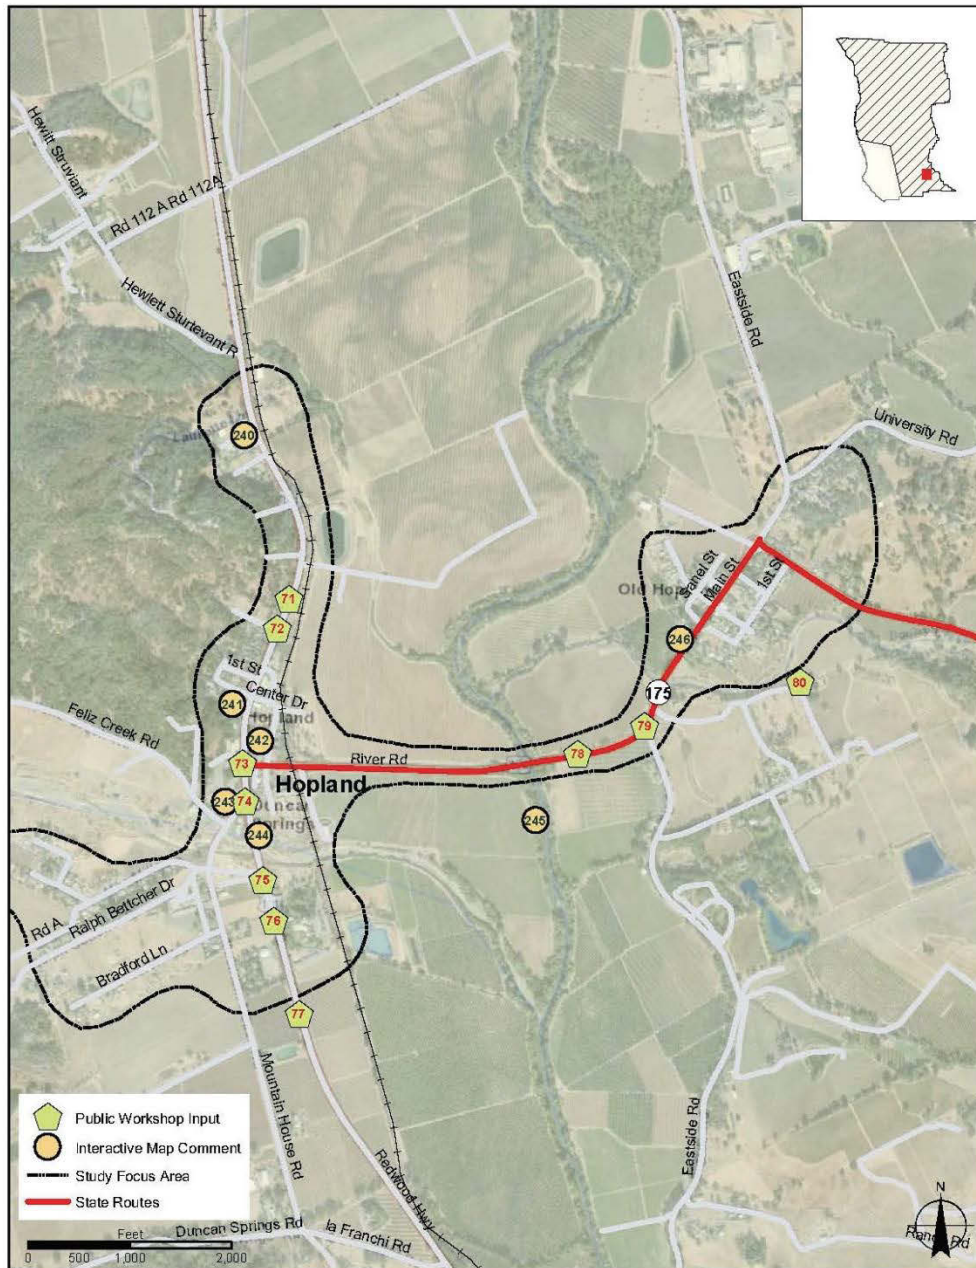 Hewitt Struviant
Rd 112 A Rd 112A
Hewlett Sturtevant R
Eastside Rd
University Rd
240
71
72
1st St
Center Dr
241
242
Feliz Creek Rd
73
River Rd
Hopland
Hopland
243
74
244
75
76
77
Rd A
Ralph Bettcher Dr
Bradford Ln
Sanel St
Main St
1st St
Old Hop
246
175
80
79
78
245
Mountain House Rd
Redwood Hwy
Eastside Rd
Duncan Springs Rd
la Franchi Rd
Public Workshop Input
Interactive Map Comment
Study Focus Area
State Routes
Feet
0 500 1,000 2,000
N